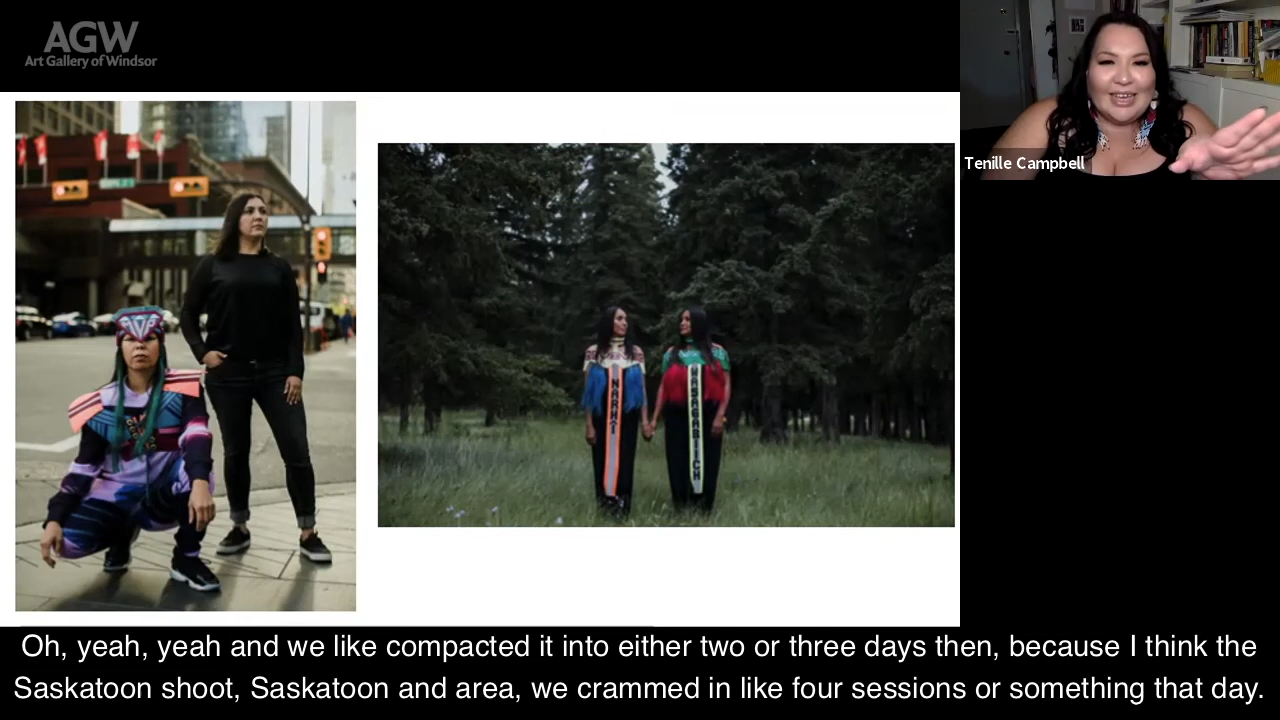 AGW
Art Gallery of Windsor
Tenille Campbell
Oh, yeah, yeah and we like compacted it into either two or three days then, because I think the
Saskatoon shoot, Saskatoon and area, we crammed in like four sessions or something that day.